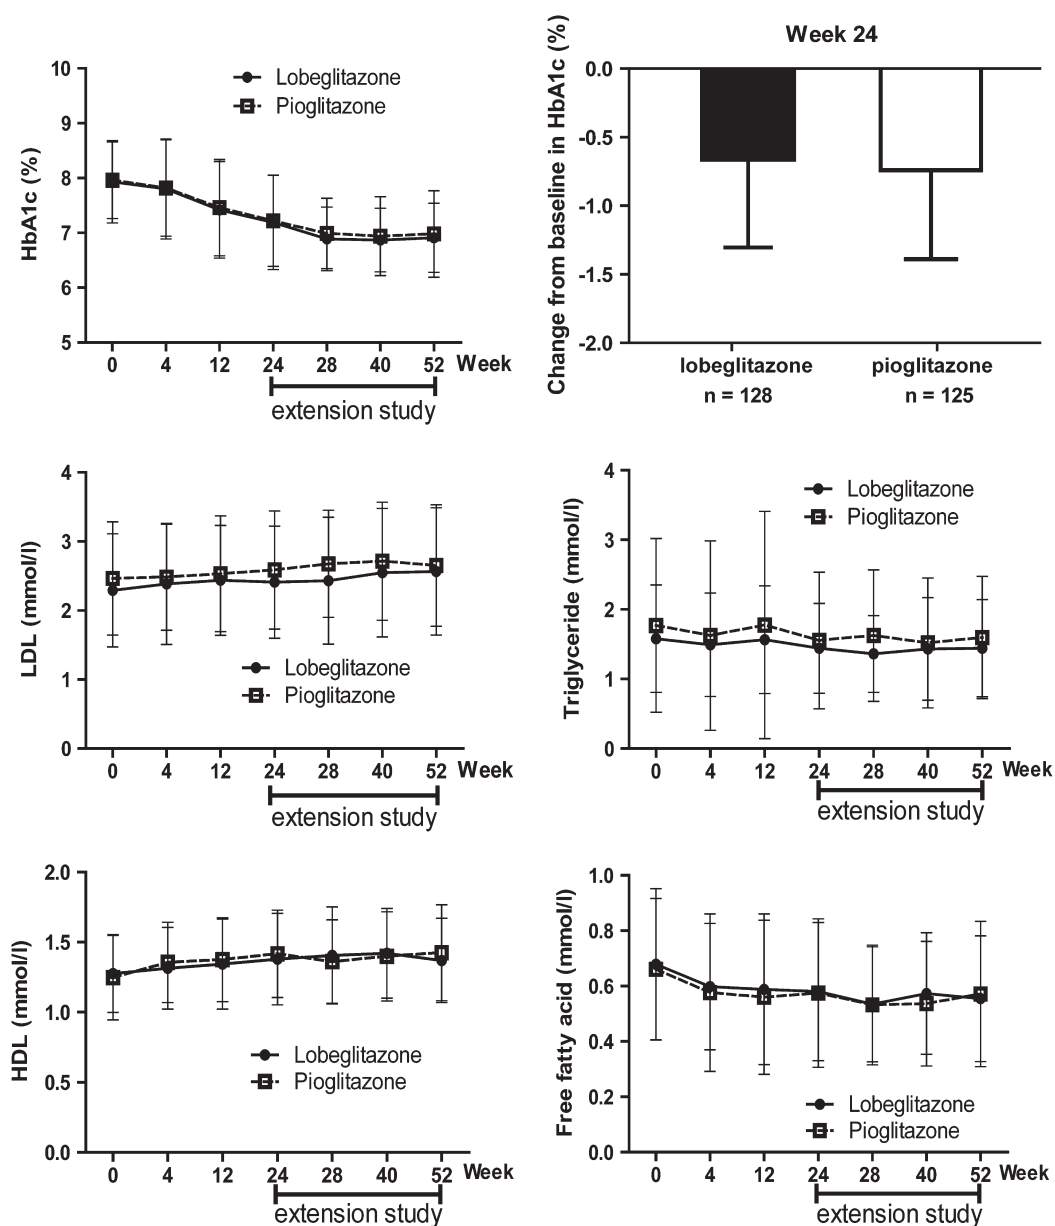 HbA1c (%)
10
9
8
7
6
5
Lobeglitazone
Pioglitazone
0 4 12 24 28 40 52 Week
extension study
Week 24
Change from baseline in HbA1c (%)
0.0
-0.5
-1.0
-1.5
-2.0
lobeglitazone pioglitazone
n = 128 n = 125
LDL (mmol/l)
4
3
2
1
0
Lobeglitazone
Pioglitazone
0 4 12 24 28 40 52 Week
extension study
Triglyceride (mmol/l)
4
3
2
1
0
Lobeglitazone
Pioglitazone
0 4 12 24 28 40 52 Week
extension study
HDL (mmol/l)
2.0
1.5
1.0
0.5
0.0
Lobeglitazone
Pioglitazone
0 4 12 24 28 40 52 Week
extension study
Free fatty acid (mmol/l)
1.0
0.8
0.6
0.4
0.2
0.0
Lobeglitazone
Pioglitazone
0 4 12 24 28 40 52 Week
extension study